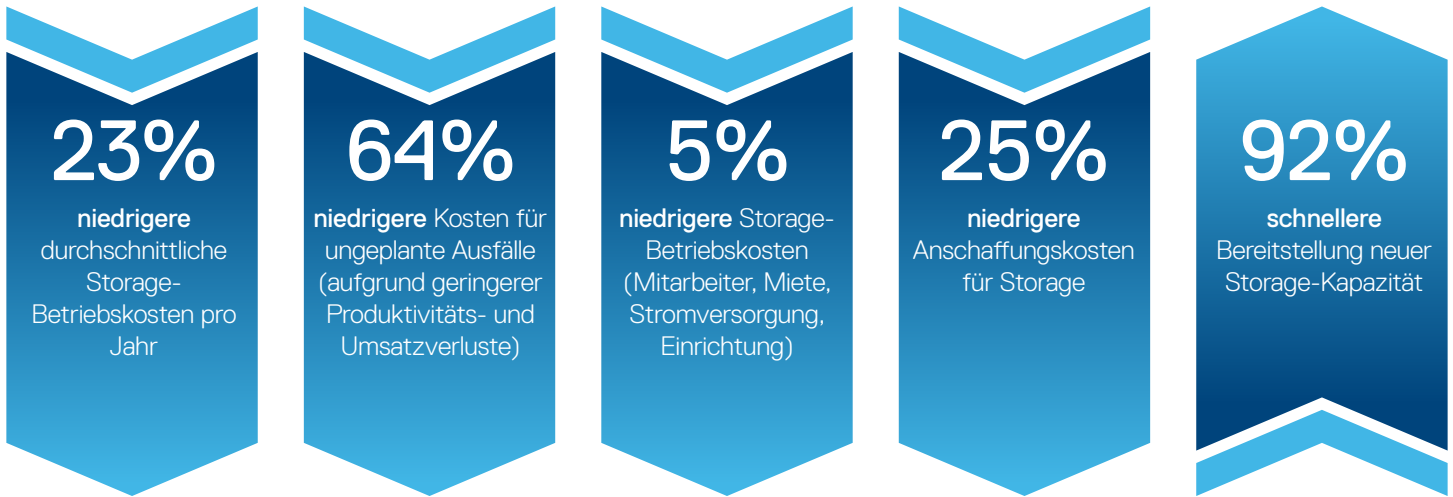 23%
niedrigere
durchschnittliche
Storage-
Betriebskosten pro
Jahr
64%
niedrigere Kosten für
ungeplante Ausfälle
(aufgrund geringerer
Produktivitäts- und
Umsatzverluste)
5%
niedrigere Storage-
Betriebskosten
(Mitarbeiter, Miete,
Stromversorgung,
Einrichtung)
25%
niedrigere
Anschaffungskosten
für Storage
92%
schnellere
Bereitstellung neuer
Storage-Kapazität